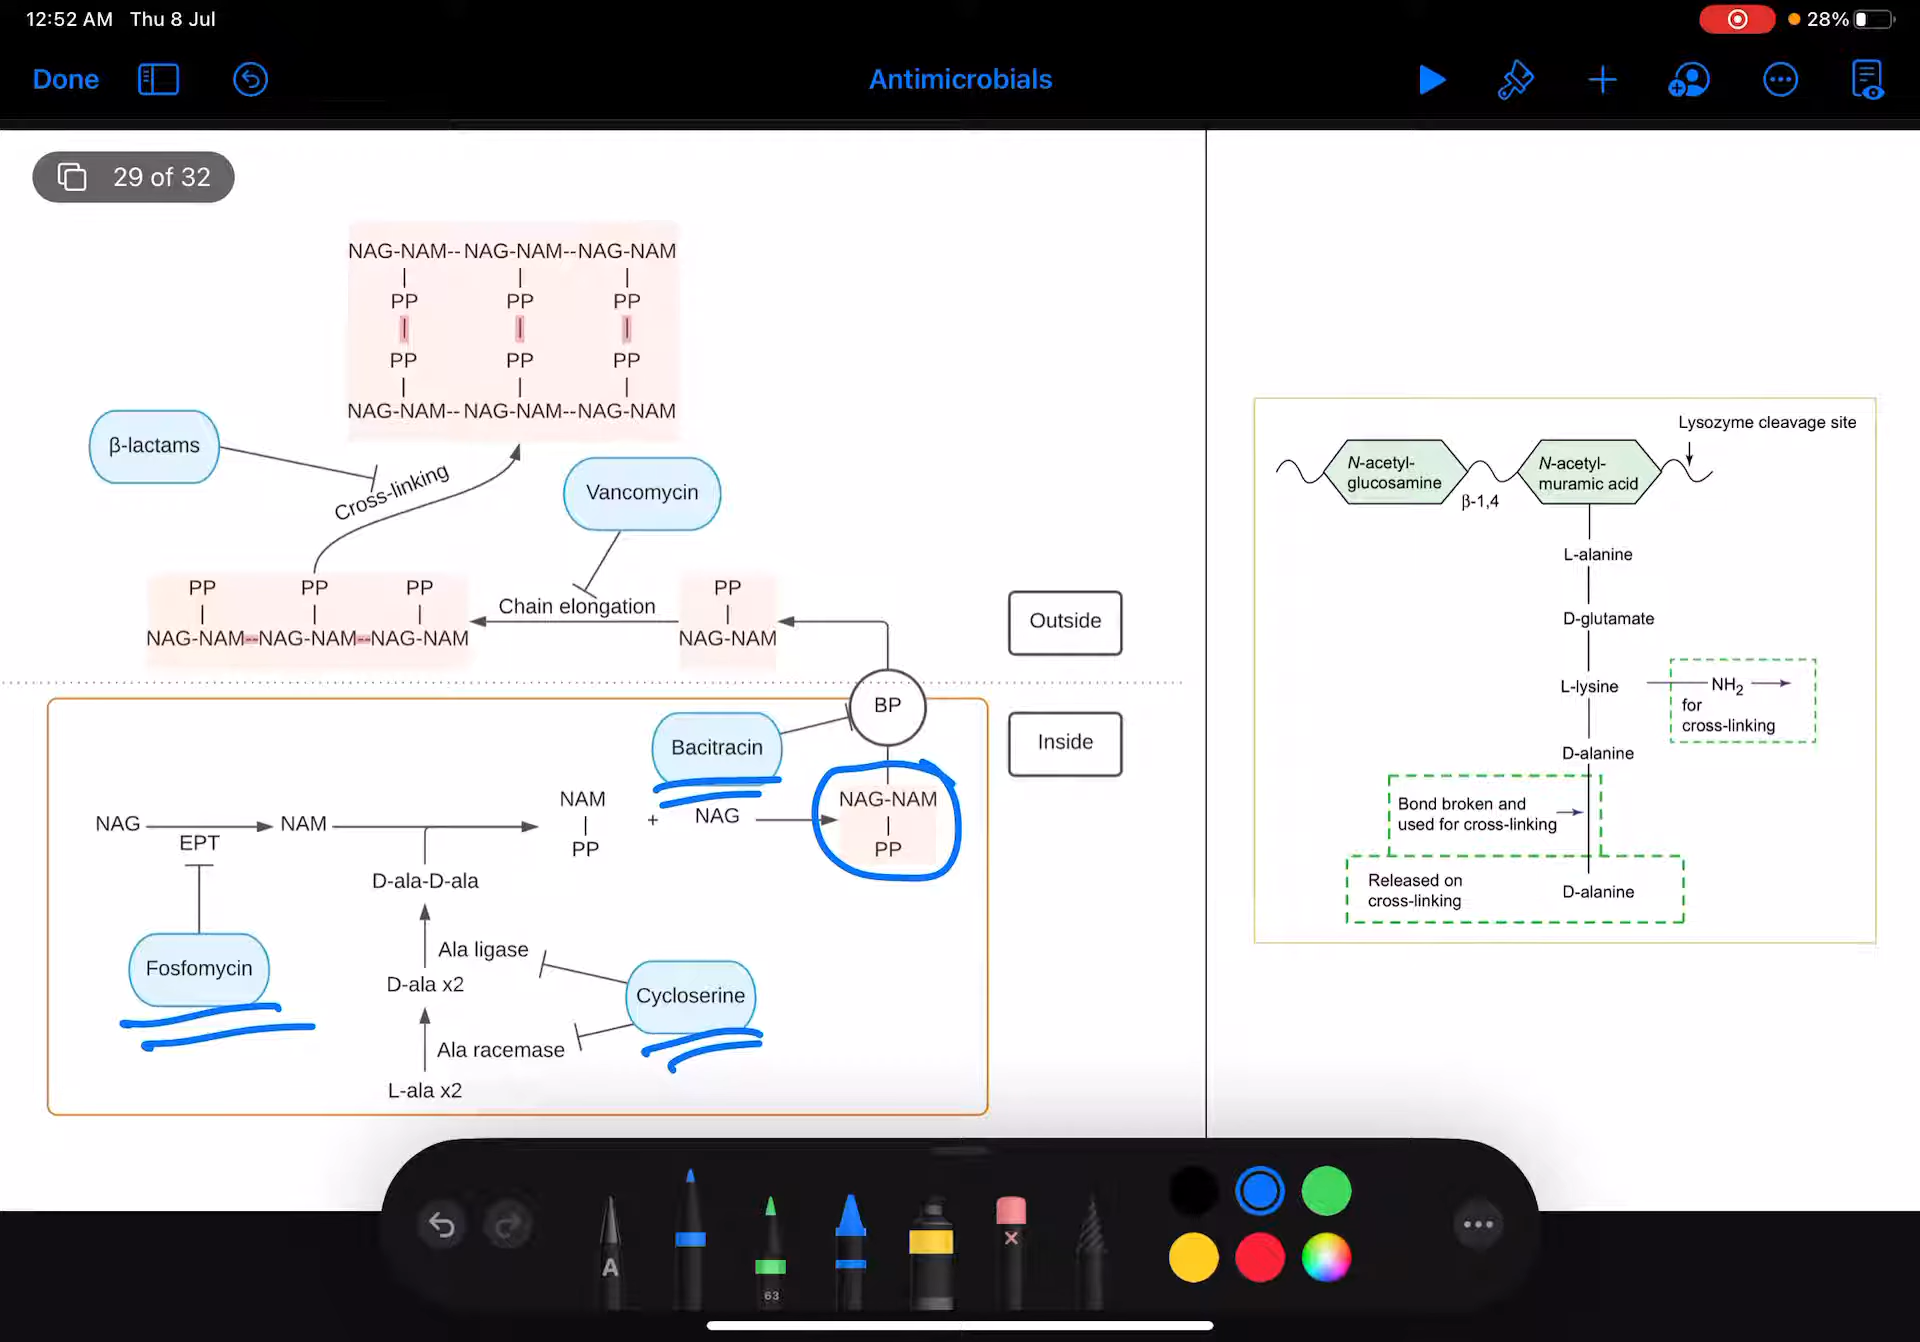 12:52 AM Thu 8 Jul
28%
Done
Antimicrobials
29 of 32
NAG-NAM--NAG-NAM--NAG-NAM
| | |
PP PP PP
| | |
PP PP PP
| | |
NAG-NAM--NAG-NAM--NAG-NAM
β-lactams
Cross-linking
Vancomycin
PP PP PP
| | |
NAG-NAM--NAG-NAM--NAG-NAM
Chain elongation
PP
|
NAG-NAM
Outside
BP
Inside
Bacitracin
NAG
EPT
NAM
NAM
|
PP
+
NAG
NAG-NAM
|
PP
D-ala-D-ala
Ala ligase
D-ala x2
Ala racemase
L-ala x2
Fosfomycin
Cycloserine
Lysozyme cleavage site
N-acetyl-
glucosamine
β-1,4
N-acetyl-
muramic acid
L-alanine
D-glutamate
L-lysine
NH2
for
cross-linking
D-alanine
Bond broken and
used for cross-linking
Released on
cross-linking
D-alanine
A
63